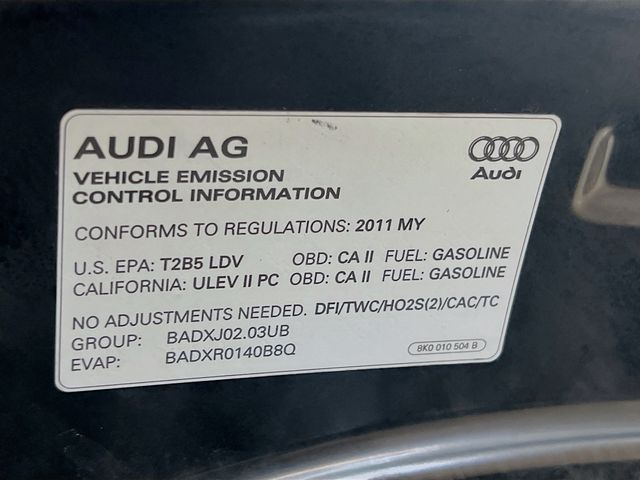 AUDI AG
Audi
VEHICLE EMISSION
CONTROL INFORMATION
CONFORMS TO REGULATIONS: 2011 MY
U.S. EPA: T2B5 LDV OBD: CA II FUEL: GASOLINE
CALIFORNIA: ULEV II PC OBD: CA II FUEL: GASOLINE
NO ADJUSTMENTS NEEDED. DFI/TWC/HO2S(2)/CAC/TC
GROUP: BADXJ02.03UB
EVAP: BADXR0140B8Q
8K0 010 504 B